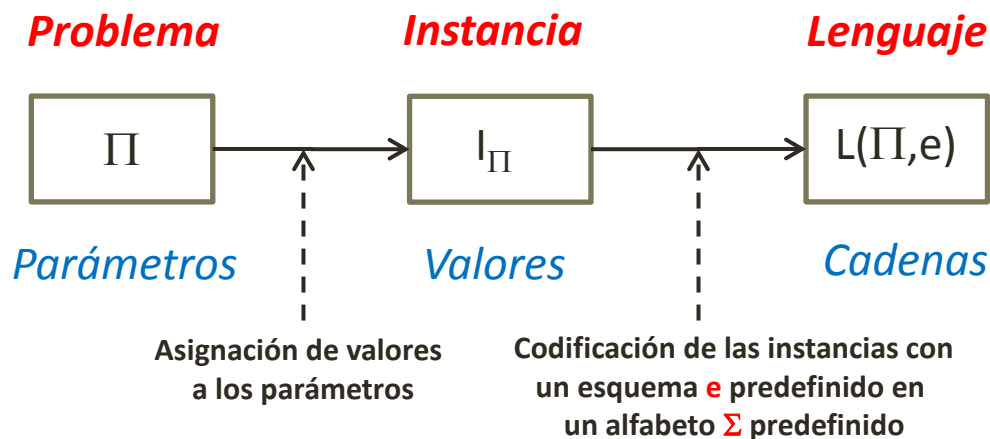 Problema Instancia Lenguaje
Π I_Π L(Π,e)
Parámetros Valores Cadenas
Asignación de valores
a los parámetros
Codificación de las instancias con
un esquema e predefinido en
un alfabeto Σ predefinido